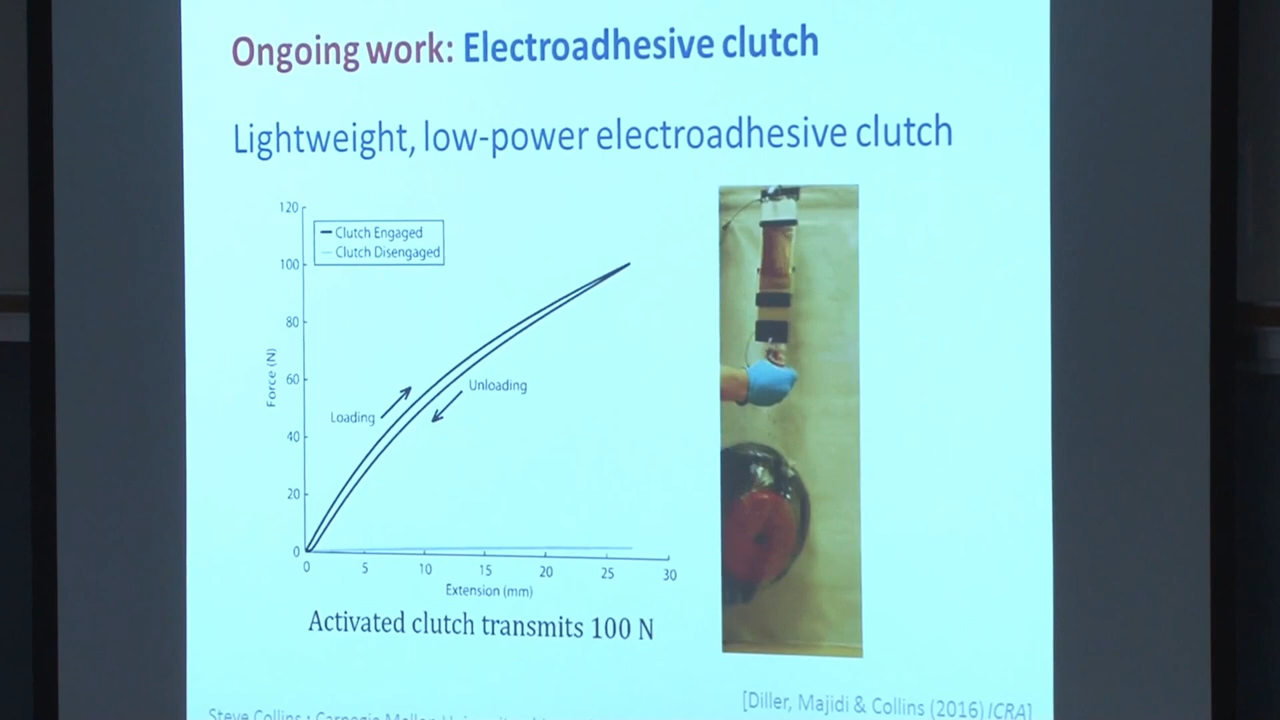 Ongoing work: Electroadhesive clutch
Lightweight, low-power electroadhesive clutch
120
100
80
60
40
20
0
Force (N)
Clutch Engaged
Clutch Disengaged
Loading
Unloading
0 5 10 15 20 25 30
Extension (mm)
Activated clutch transmits 100 N
[Diller, Majidi & Collins (2016) ICRA]
Steve Collins Carnegie Mellon